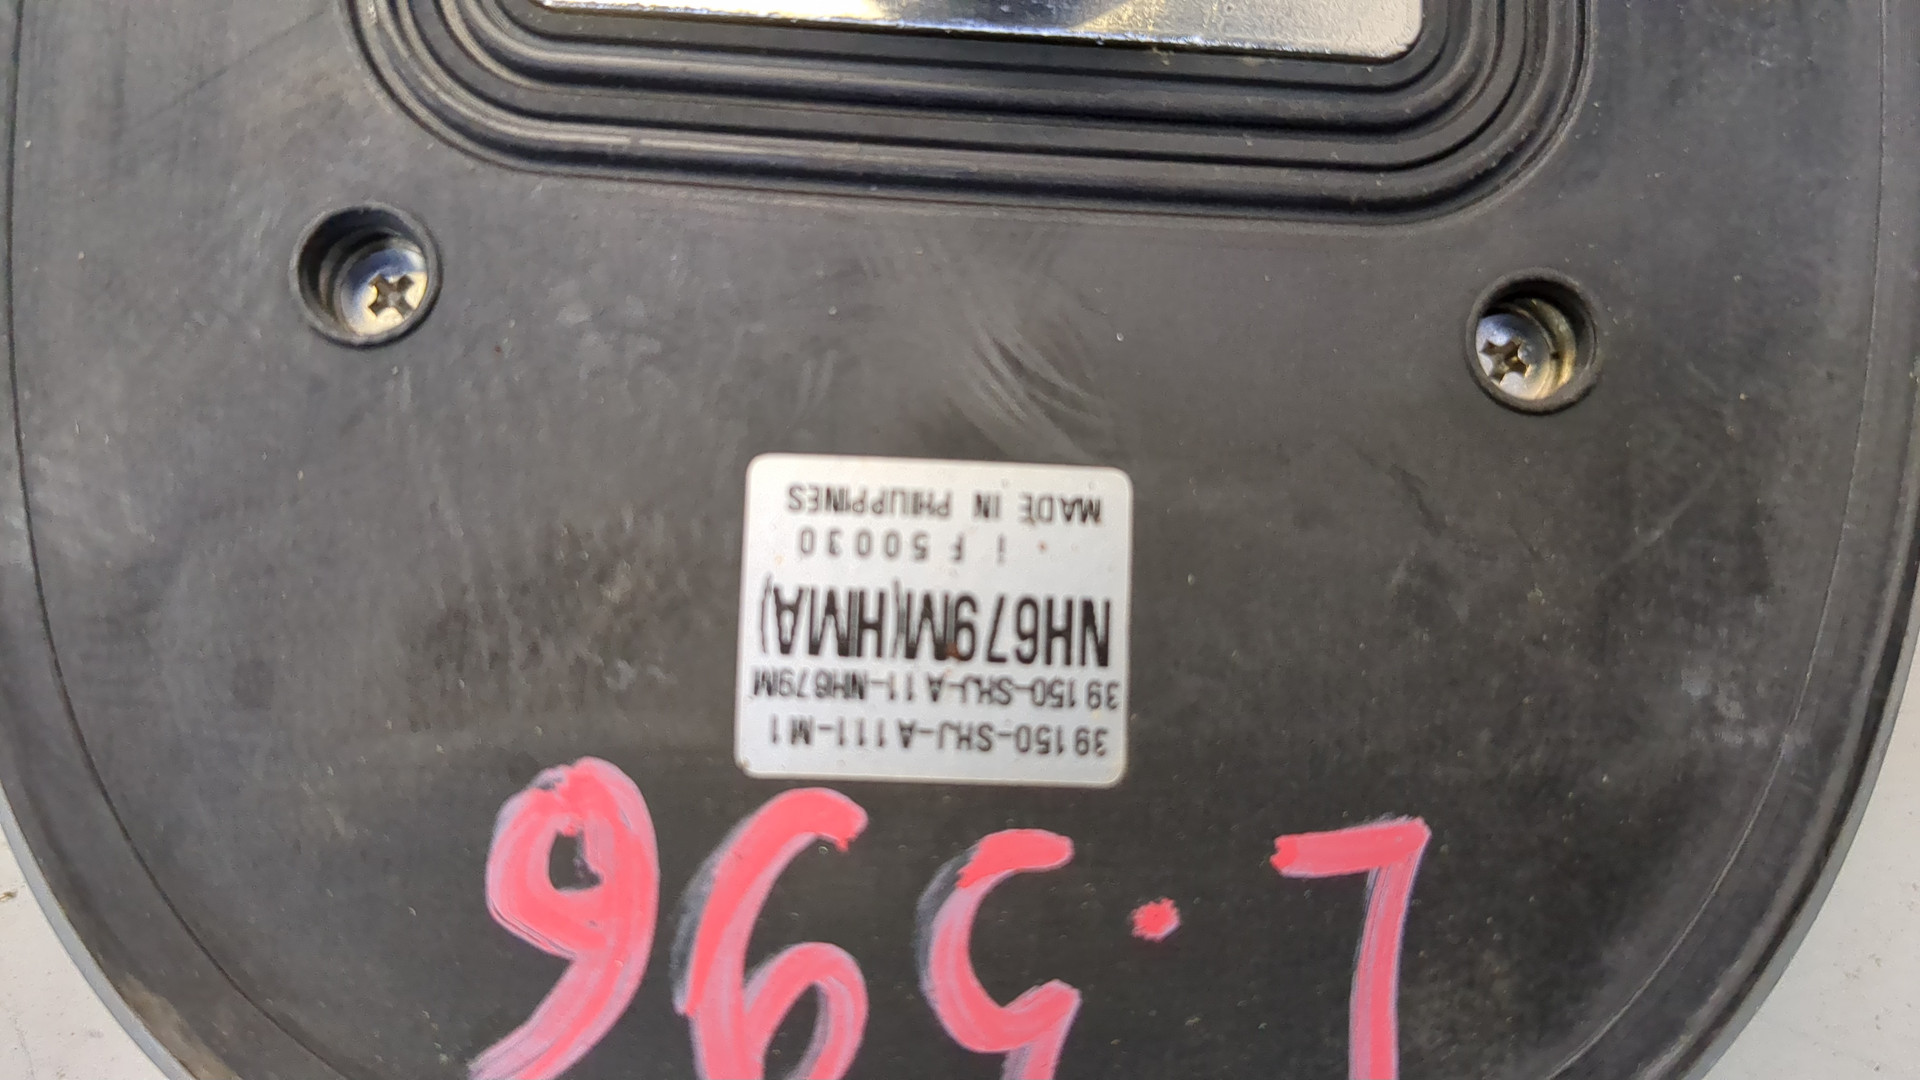 L.596
39150-SHJ-A111-M1
39150-SHJ-A11-NH679M
NH679M(HMA)
i F50030
MADE IN PHILIPPINES